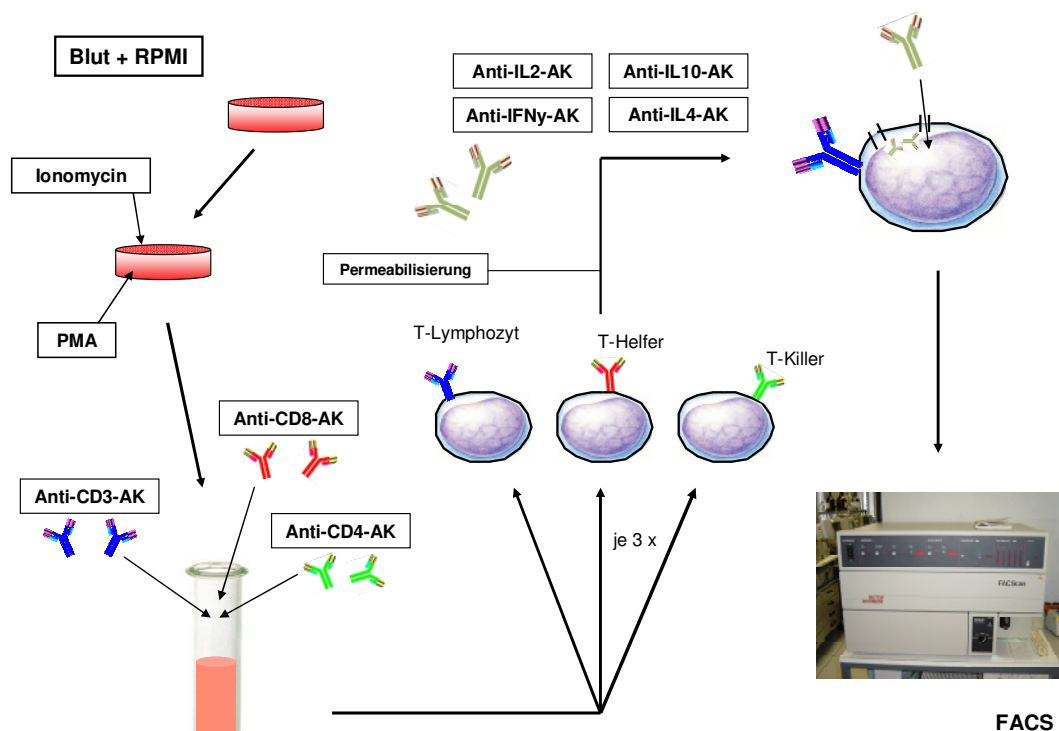 Blut + RPMI
Ionomycin
PMA
Anti-CD8-AK
Anti-CD3-AK
Anti-CD4-AK
je 3 x
T-Lymphozyt
T-Helfer
T-Killer
Permeabilisierung
Anti-IL2-AK
Anti-IL10-AK
Anti-IFNy-AK
Anti-IL4-AK
FACScan
FACS